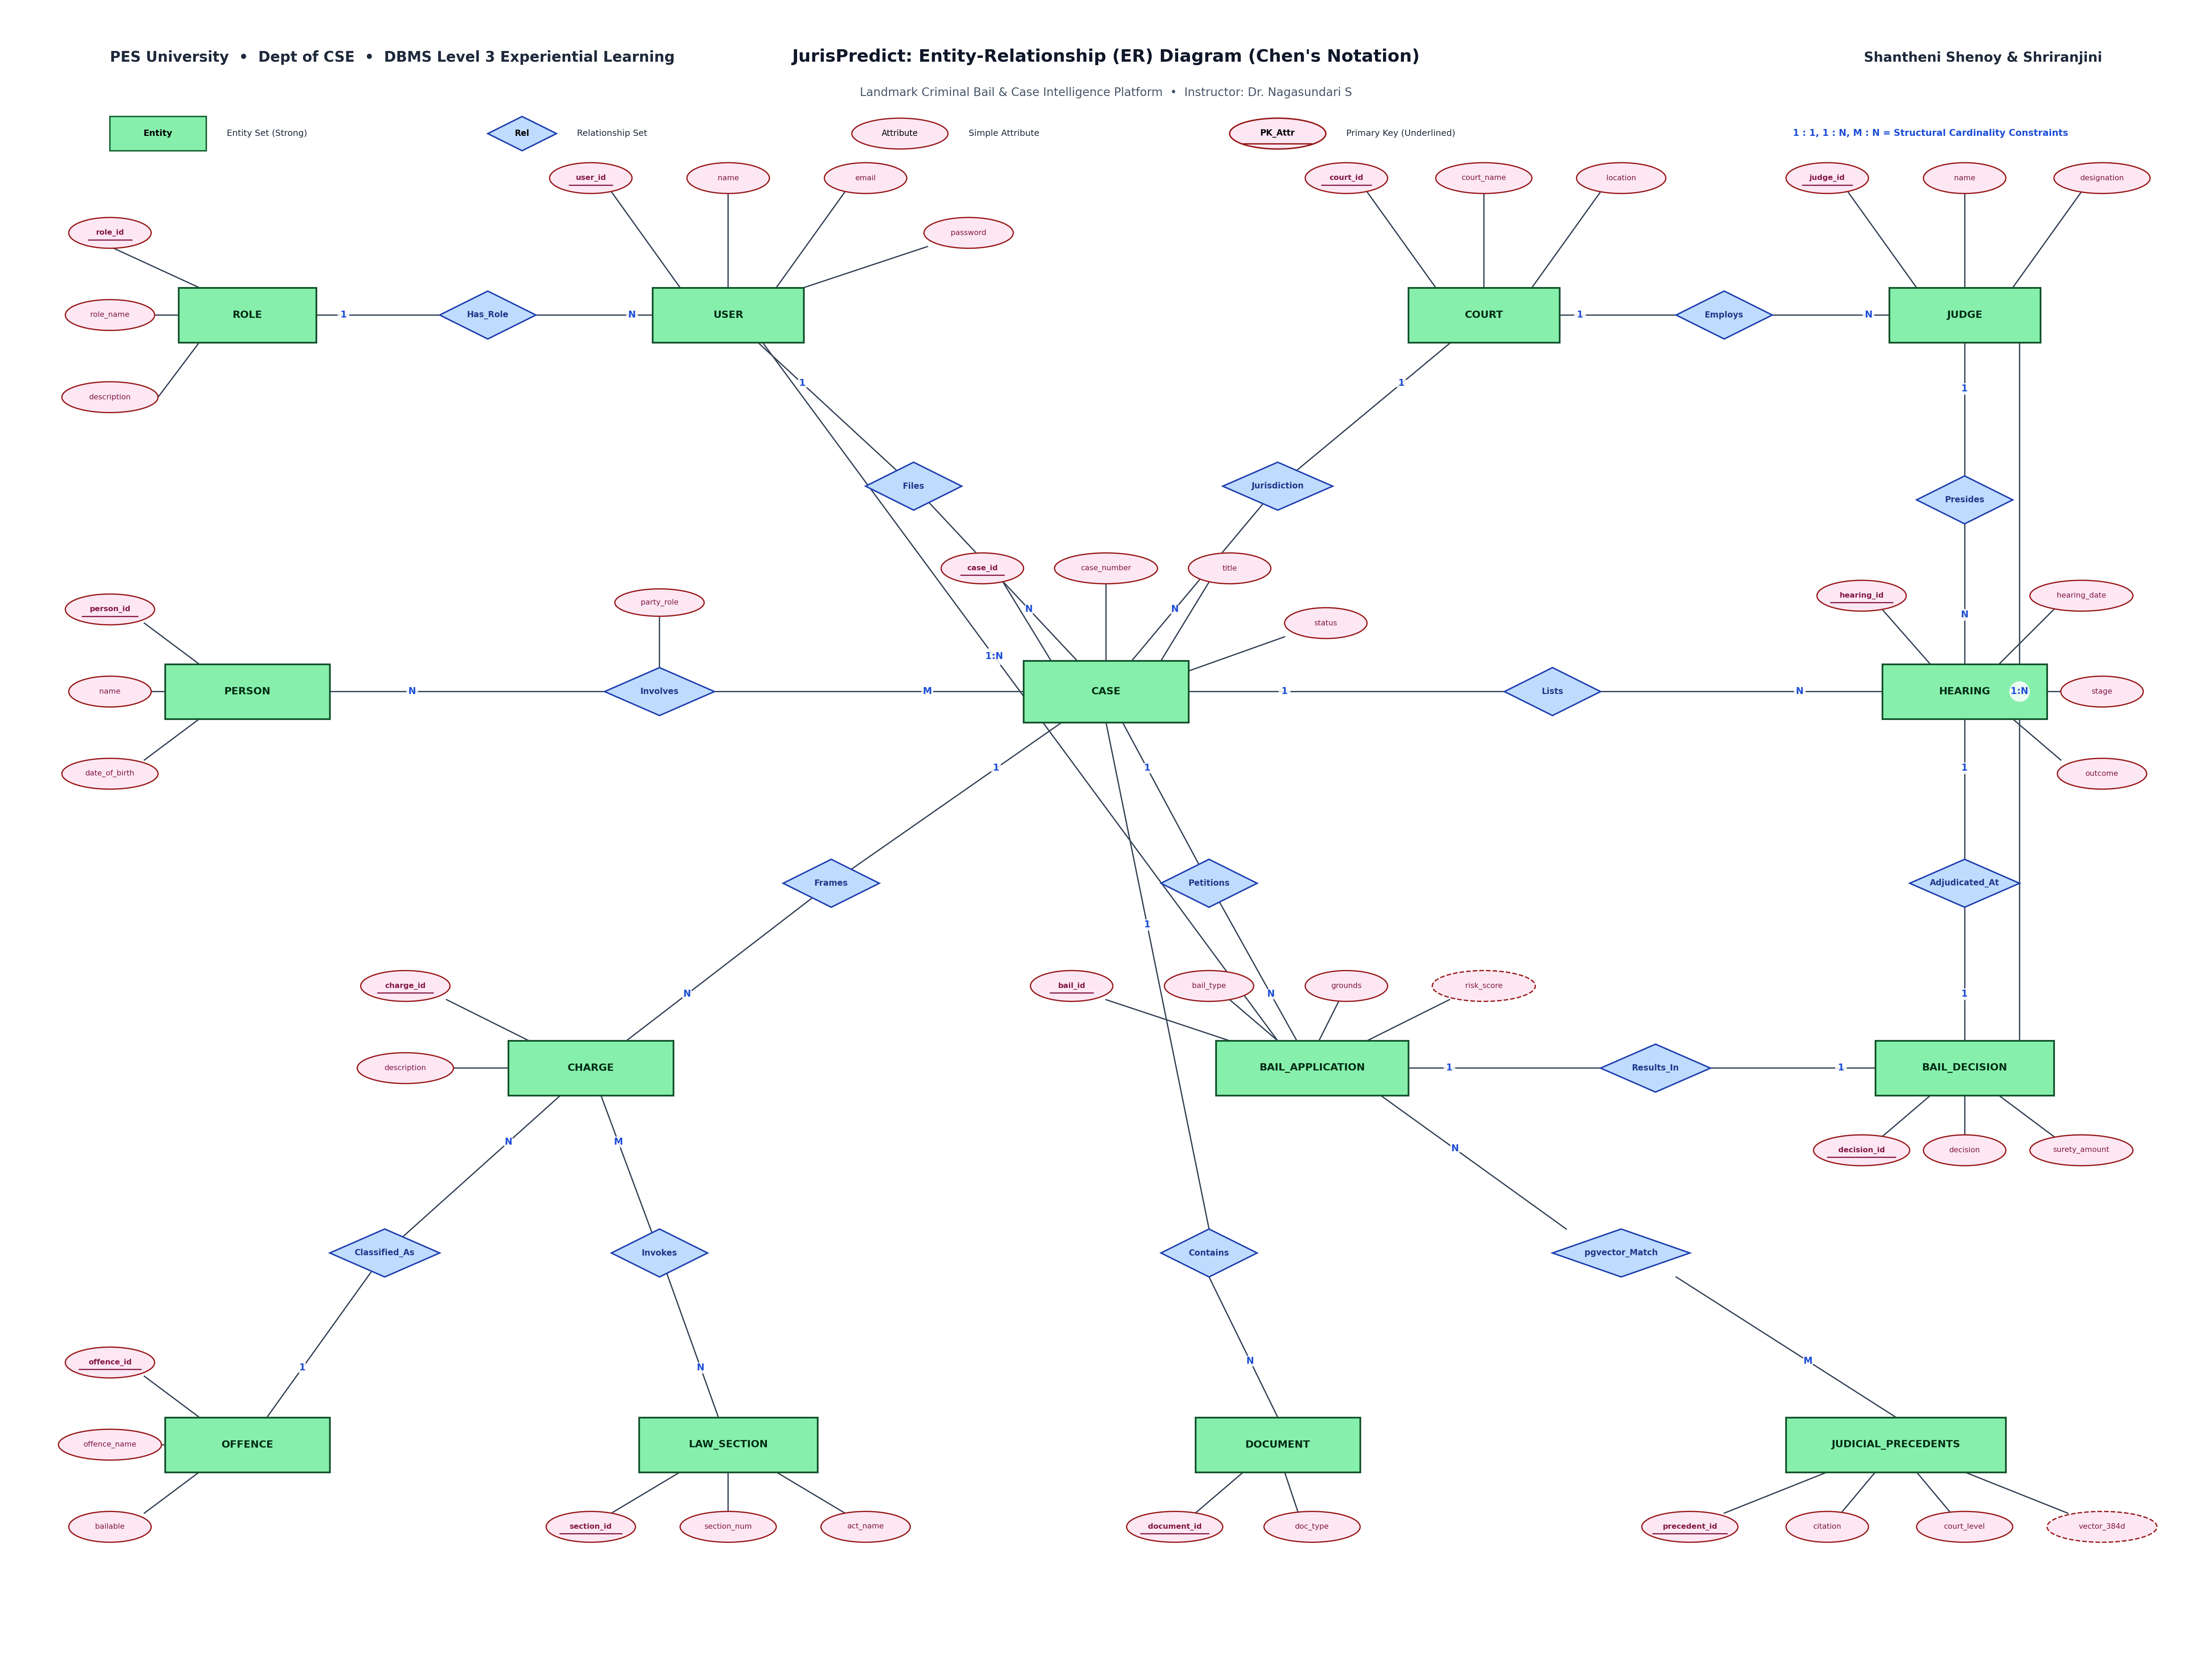 PES University • Dept of CSE • DBMS Level 3 Experiential Learning
JurisPredict: Entity-Relationship (ER) Diagram (Chen's Notation)
Shantheni Shenoy & Shriranjini
Landmark Criminal Bail & Case Intelligence Platform • Instructor: Dr. Nagasundari S
Entity
Entity Set (Strong)
Rel
Relationship Set
Attribute
Simple Attribute
PK_Attr
Primary Key (Underlined)
1 : 1, 1 : N, M : N = Structural Cardinality Constraints
user_id
name
email
court_id
court_name
location
judge_id
name
designation
role_id
password
role_name
ROLE
1
Has_Role
N
USER
COURT
1
Employs
N
JUDGE
description
1
1
1
Files
Jurisdiction
Presides
case_id
case_number
title
person_id
party_role
N
N
status
hearing_id
N
hearing_date
1:N
name
PERSON
N
Involves
M
CASE
1
Lists
N
HEARING
1:N
stage
date_of_birth
1
1
1
outcome
Frames
Petitions
Adjudicated_At
1
charge_id
N
bail_id
bail_type
N
grounds
risk_score
1
description
CHARGE
BAIL_APPLICATION
1
Results_In
1
BAIL_DECISION
N
M
N
decision_id
decision
surety_amount
Classified_As
Invokes
Contains
pgvector_Match
offence_id
1
N
N
M
offence_name
OFFENCE
LAW_SECTION
DOCUMENT
JUDICIAL_PRECEDENTS
bailable
section_id
section_num
act_name
document_id
doc_type
precedent_id
citation
court_level
vector_384d